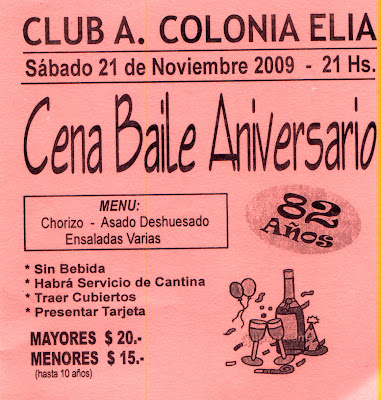 CLUB A. COLONIA ELIA
Sábado 21 de Noviembre 2009 - 21 Hs.
Cena Baile Aniversario
MENU:
Chorizo - Asado Deshuesado
Ensaladas Varias
82
Años
* Sin Bebida
* Habrá Servicio de Cantina
* Traer Cubiertos
* Presentar Tarjeta
MAYORES $ 20.-
MENORES $ 15.-
(hasta 10 años)